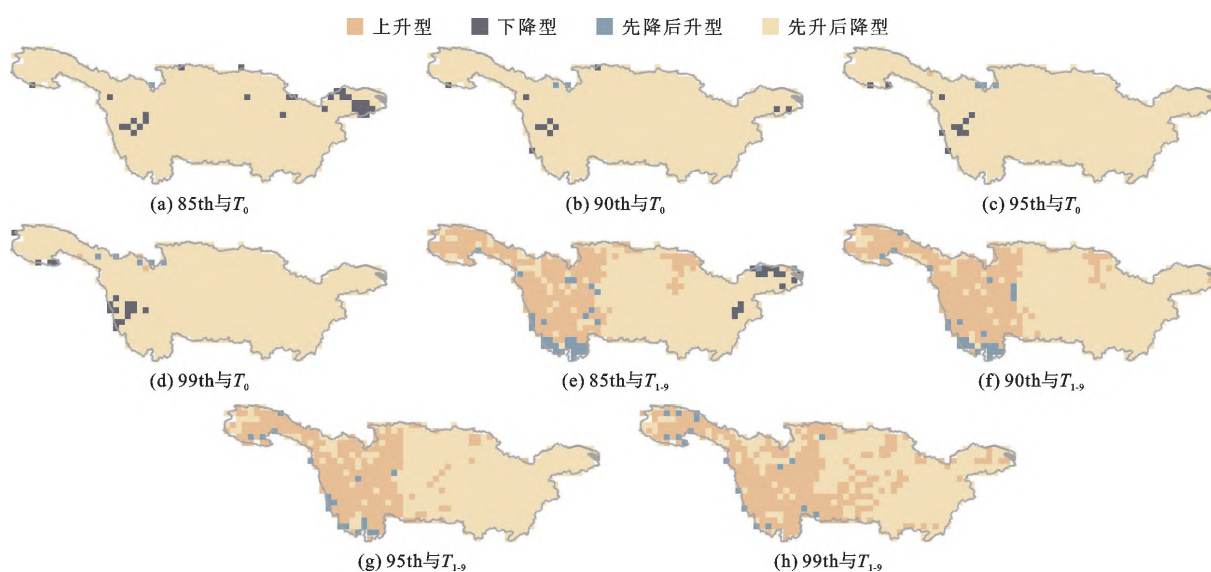 上升型 下降型 先降后升型 先升后降型
(a) 85th与T₀ (b) 90th与T₀ (c) 95th与T₀
(d) 99th与T₀ (e) 85th与T₁₋₉ (f) 90th与T₁₋₉
(g) 95th与T₁₋₉ (h) 99th与T₁₋₉